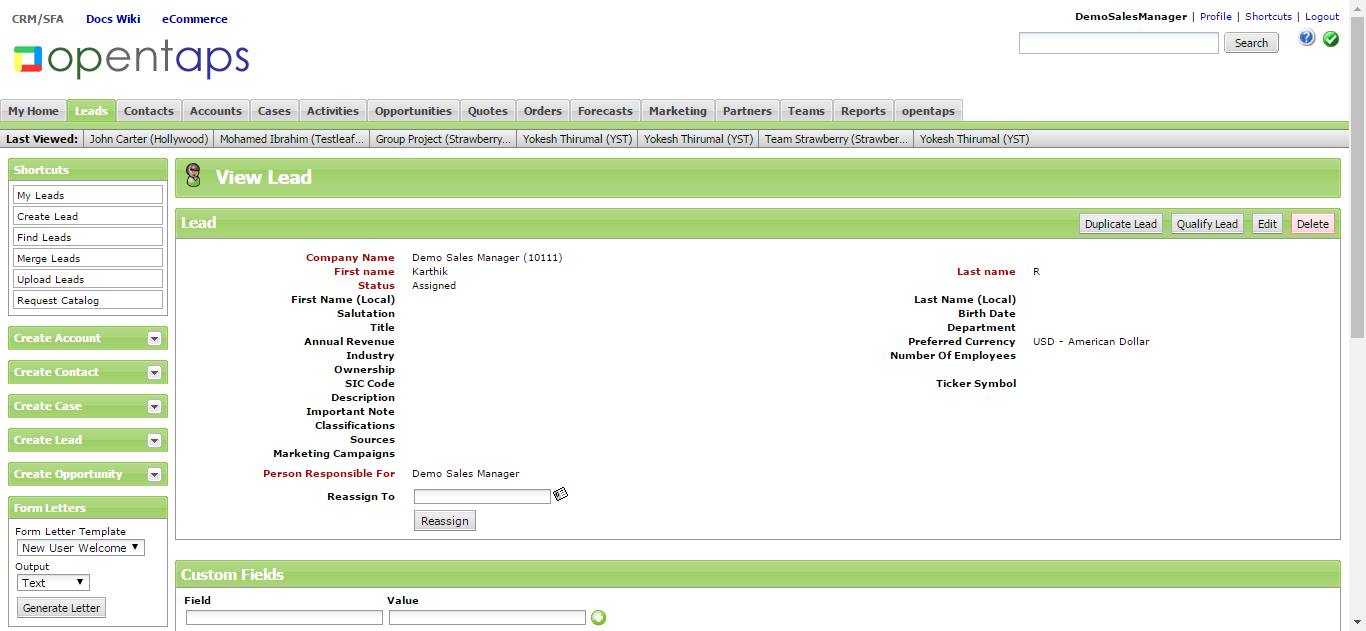 CRM/SFA Docs Wiki eCommerce
DemoSalesManager | Profile | Shortcuts | Logout
opentaps
Search
My Home Leads Contacts Accounts Cases Activities Opportunities Quotes Orders Forecasts Marketing Partners Teams Reports opentaps
Last Viewed: John Carter (Hollywood) Mohamed Ibrahim (Testleaf... Group Project (Strawberry... Yokesh Thirumal (YST) Yokesh Thirumal (YST) Team Strawberry (Strawber... Yokesh Thirumal (YST)
Shortcuts
My Leads
Create Lead
Find Leads
Merge Leads
Upload Leads
Request Catalog
Create Account
Create Contact
Create Case
Create Lead
Create Opportunity
Form Letters
Form Letter Template
New User Welcome
Output
Text
Generate Letter
View Lead
Lead
Duplicate Lead Qualify Lead Edit Delete
Company Name Demo Sales Manager (10111)
First name Karthik Last name R
Status Assigned
First Name (Local) Last Name (Local)
Salutation Birth Date
Title Department
Annual Revenue Preferred Currency USD - American Dollar
Industry Number Of Employees
Ownership
SIC Code Ticker Symbol
Description
Important Note
Classifications
Sources
Marketing Campaigns
Person Responsible For Demo Sales Manager
Reassign To
Reassign
Custom Fields
Field Value